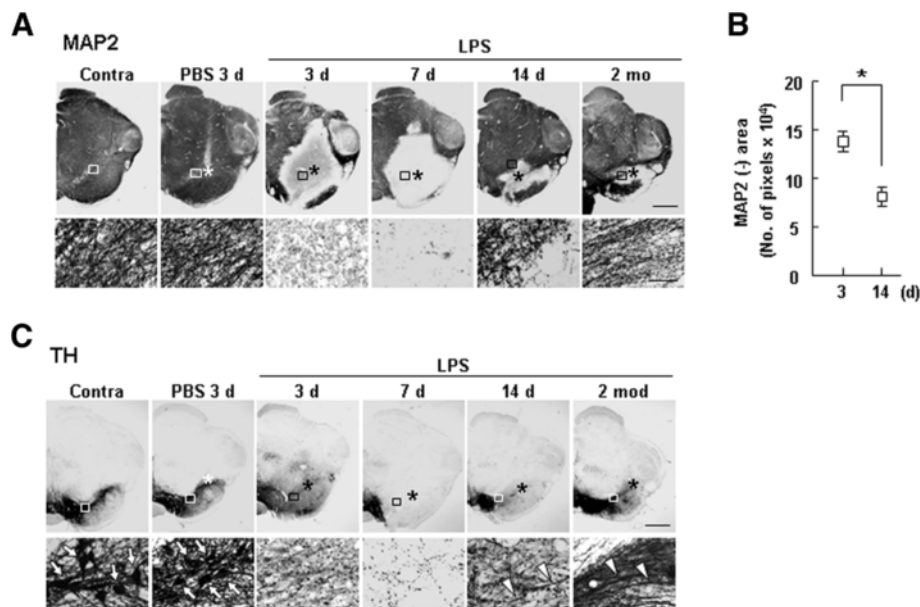 A
MAP2
LPS
Contra PBS 3 d 3 d 7 d 14 d 2 mo
* * * * *
B
*
20
15
10
5
0
MAP2 (-) area
(No. of pixels x 10⁴)
3 14 (d)
C
TH
LPS
Contra PBS 3 d 3 d 7 d 14 d 2 mod
* * * * *